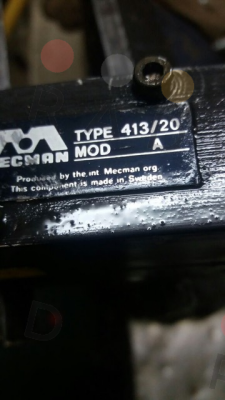 MECMAN
TYPE 413/20
MOD A
Produced by the int Mecman org.
This component is made in Sweden